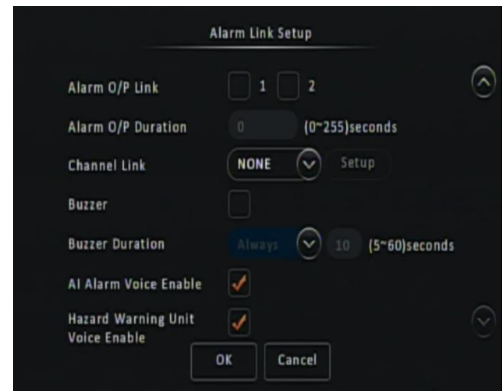 Alarm Link Setup
Alarm O/P Link 1 2
Alarm O/P Duration 0 (0~255)seconds
Channel Link NONE Setup
Buzzer
Buzzer Duration Always 10 (5~60)seconds
AI Alarm Voice Enable
Hazard Warning Unit
Voice Enable
OK Cancel